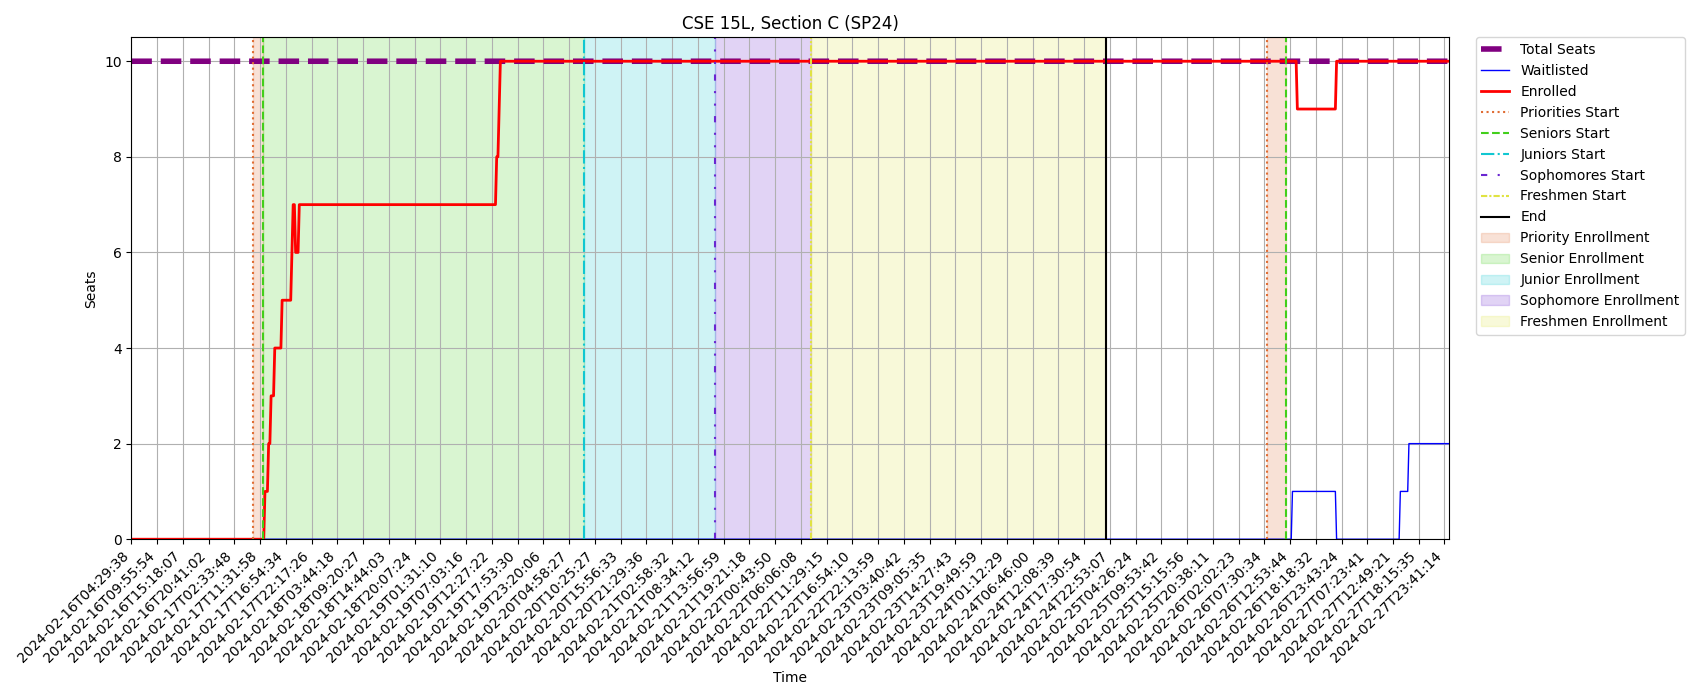 CSE 15L, Section C (SP24)
Seats
10
8
6
4
2
0
2024-02-16T04:29:38
2024-02-16T09:55:54
2024-02-16T15:18:07
2024-02-16T20:41:02
2024-02-17T02:33:48
2024-02-17T11:31:58
2024-02-17T16:54:34
2024-02-17T22:17:26
2024-02-18T03:44:18
2024-02-18T09:20:27
2024-02-18T14:44:03
2024-02-18T20:07:24
2024-02-19T01:31:10
2024-02-19T07:03:16
2024-02-19T12:27:22
2024-02-19T17:53:30
2024-02-19T23:20:06
2024-02-20T04:58:27
2024-02-20T10:25:27
2024-02-20T15:56:33
2024-02-20T21:29:36
2024-02-21T02:58:32
2024-02-21T08:34:12
2024-02-21T13:56:59
2024-02-21T19:21:18
2024-02-22T00:43:50
2024-02-22T06:06:08
2024-02-22T11:29:15
2024-02-22T16:54:10
2024-02-22T22:13:59
2024-02-23T03:40:42
2024-02-23T09:05:35
2024-02-23T14:27:43
2024-02-23T19:49:59
2024-02-24T01:12:29
2024-02-24T06:46:00
2024-02-24T12:08:39
2024-02-24T17:30:54
2024-02-24T22:53:07
2024-02-25T04:26:24
2024-02-25T09:53:42
2024-02-25T15:15:56
2024-02-25T20:38:11
2024-02-26T02:02:23
2024-02-26T07:30:34
2024-02-26T12:53:44
2024-02-26T18:18:32
2024-02-26T23:43:24
2024-02-27T07:23:41
2024-02-27T12:49:21
2024-02-27T18:15:35
2024-02-27T23:41:14
Time
Total Seats
Waitlisted
Enrolled
Priorities Start
Seniors Start
Juniors Start
Sophomores Start
Freshmen Start
End
Priority Enrollment
Senior Enrollment
Junior Enrollment
Sophomore Enrollment
Freshmen Enrollment